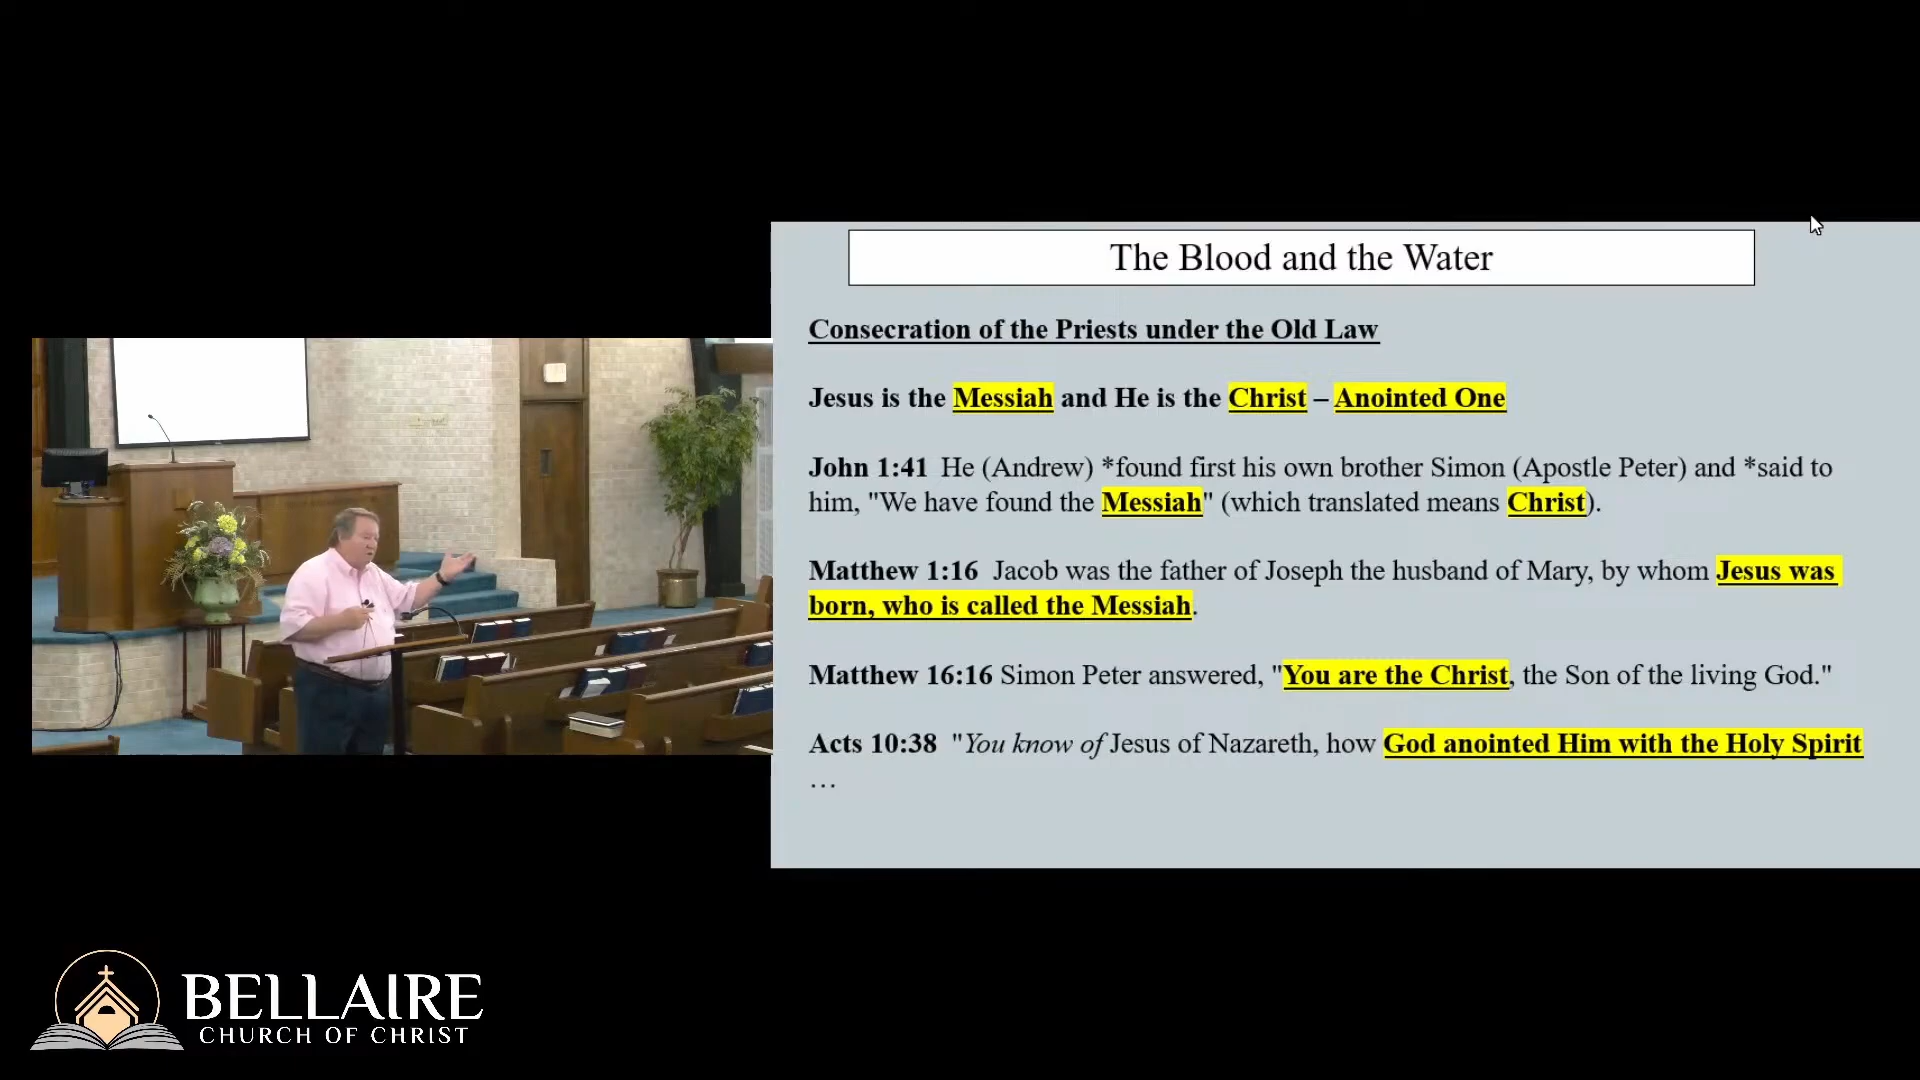 The Blood and the Water
Consecration of the Priests under the Old Law
Jesus is the Messiah and He is the Christ – Anointed One
John 1:41  He (Andrew) *found first his own brother Simon (Apostle Peter) and *said to
him, "We have found the Messiah" (which translated means Christ).
Matthew 1:16  Jacob was the father of Joseph the husband of Mary, by whom Jesus was
born, who is called the Messiah.
Matthew 16:16 Simon Peter answered, "You are the Christ, the Son of the living God."
Acts 10:38  "You know of Jesus of Nazareth, how God anointed Him with the Holy Spirit
…
BELLAIRE
CHURCH OF CHRIST